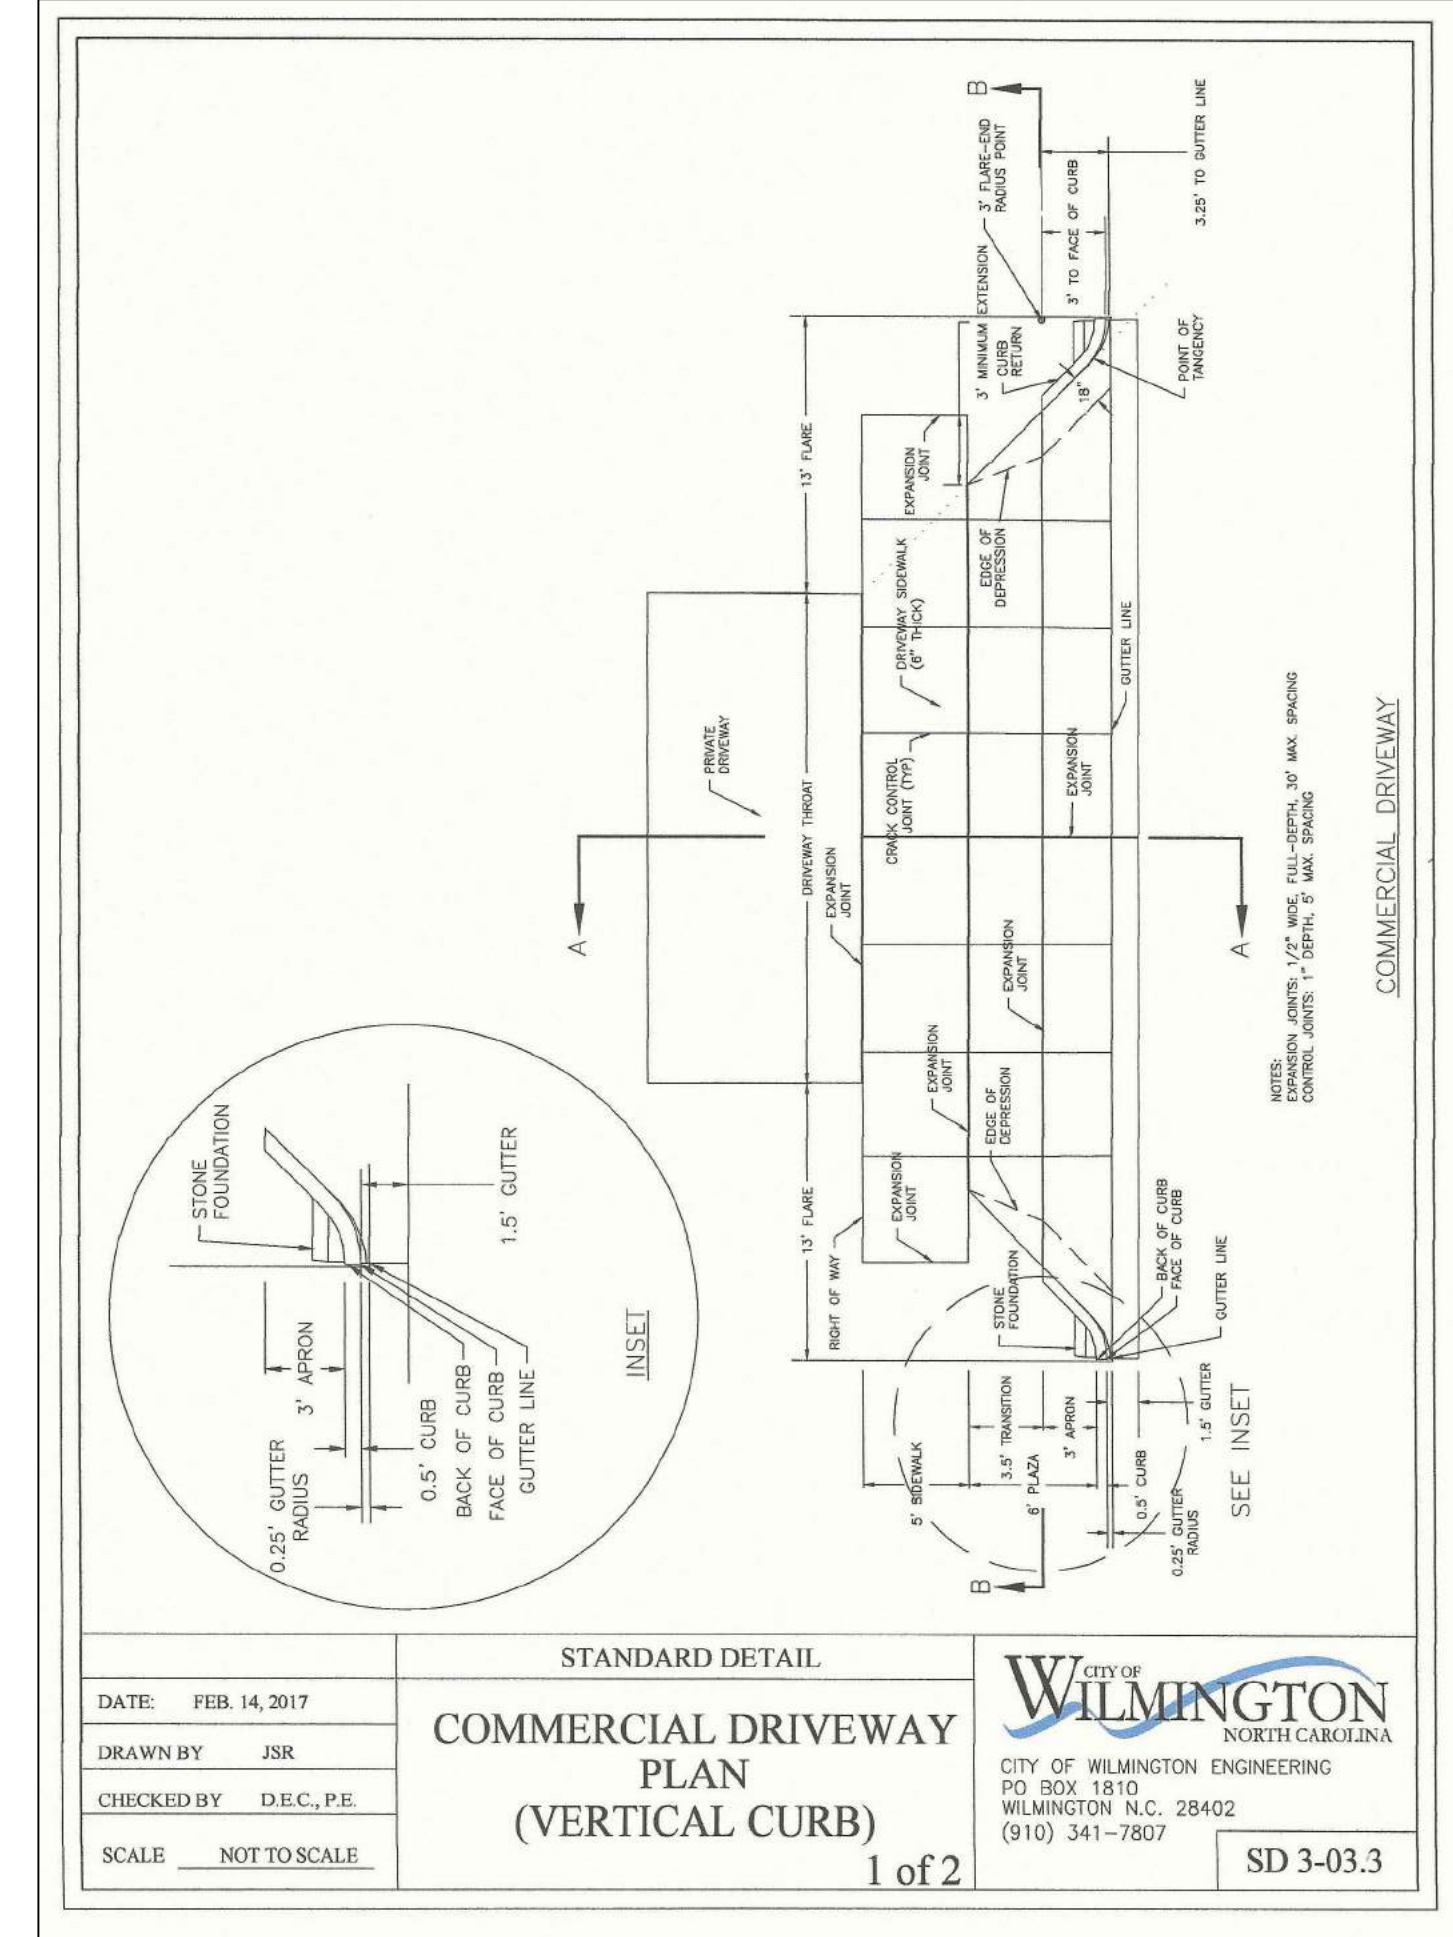 B
3' FLARE-END
RADIUS POINT
3' TO FACE OF CURB
3.25' TO GUTTER LINE
3' MINIMUM EXTENSION
CURB
RETURN
18"
POINT OF
TANGENCY
13' FLARE
EXPANSION
JOINT
EDGE OF
DEPRESSION
DRIVEWAY SIDEWALK
(6" THICK)
GUTTER LINE
PRIVATE
DRIVEWAY
CRACK CONTROL
JOINT (TYP)
EXPANSION
JOINT
DRIVEWAY THROAT
EXPANSION
JOINT
A
A
EXPANSION
JOINT
EXPANSION
JOINT
EDGE OF
DEPRESSION
13' FLARE
EXPANSION
JOINT
RIGHT OF WAY
STONE
FOUNDATION
BACK OF CURB
FACE OF CURB
GUTTER LINE
5' SIDEWALK
3.5' TRANSITION
6' PLAZA
3' APRON
0.5' CURB
1.5' GUTTER
0.25' GUTTER
RADIUS
B
SEE INSET
NOTES:
EXPANSION JOINTS: 1/2" WIDE, FULL-DEPTH, 30' MAX. SPACING
CONTROL JOINTS: 1" DEPTH, 5' MAX. SPACING
COMMERCIAL DRIVEWAY
STONE
FOUNDATION
1.5' GUTTER
3' APRON
0.25' GUTTER
RADIUS
0.5' CURB
BACK OF CURB
FACE OF CURB
GUTTER LINE
INSET
DATE: FEB. 14, 2017
DRAWN BY JSR
CHECKED BY D.E.C., P.E.
SCALE NOT TO SCALE
STANDARD DETAIL
COMMERCIAL DRIVEWAY
PLAN
(VERTICAL CURB)
1 of 2
CITY OF
WILMINGTON
NORTH CAROLINA
CITY OF WILMINGTON ENGINEERING
PO BOX 1810
WILMINGTON N.C. 28402
(910) 341-7807
SD 3-03.3